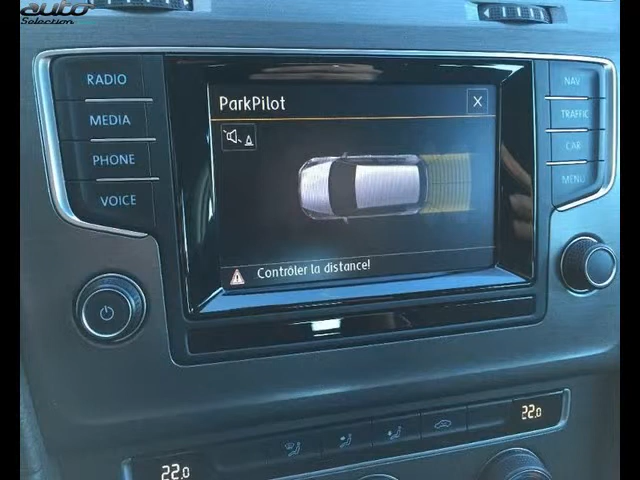 auto
Selection
RADIO
MEDIA
PHONE
VOICE
ParkPilot
X
Contrôler la distance!
NAV
TRAFFIC
CAR
MENU
22.0
22.0